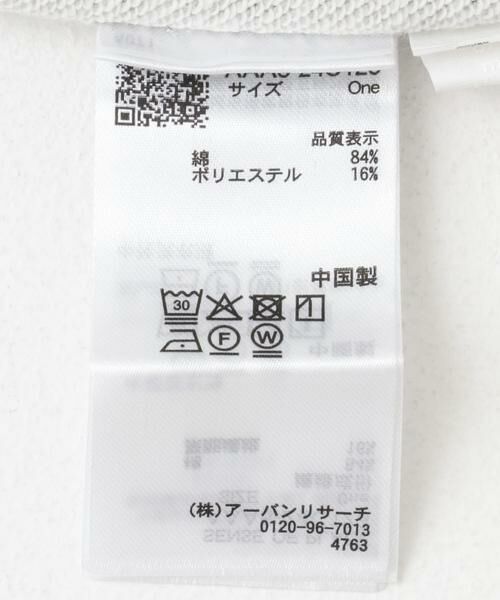 サイズ One
品質表示
綿 84%
ポリエステル 16%
中国製
30
F W
(株)アーバンリサーチ
0120-96-7013
4763